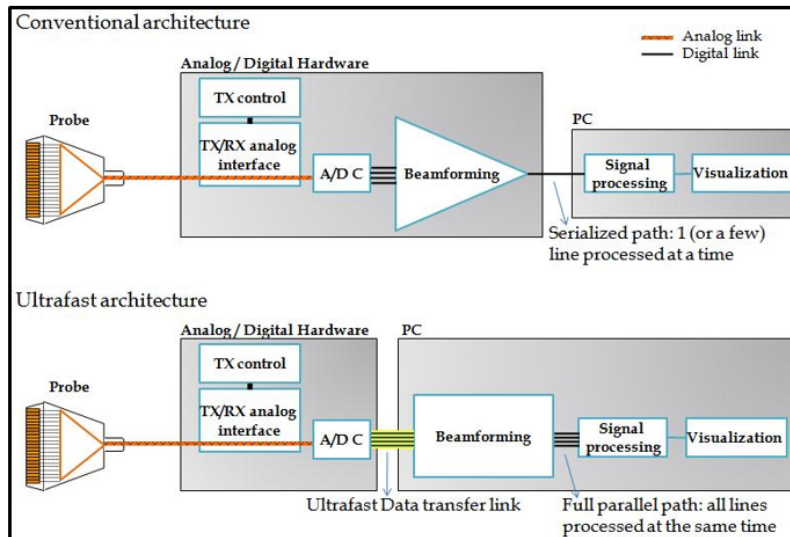 Conventional architecture
Analog link
Digital link
Analog / Digital Hardware
PC
Probe
TX control
TX/RX analog
interface
A/D C
Beamforming
Signal
processing
Visualization
Serialized path: 1 (or a few)
line processed at a time
Ultrafast architecture
Analog / Digital Hardware
PC
Probe
TX control
TX/RX analog
interface
A/D C
Beamforming
Signal
processing
Visualization
Ultrafast Data transfer link
Full parallel path: all lines
processed at the same time